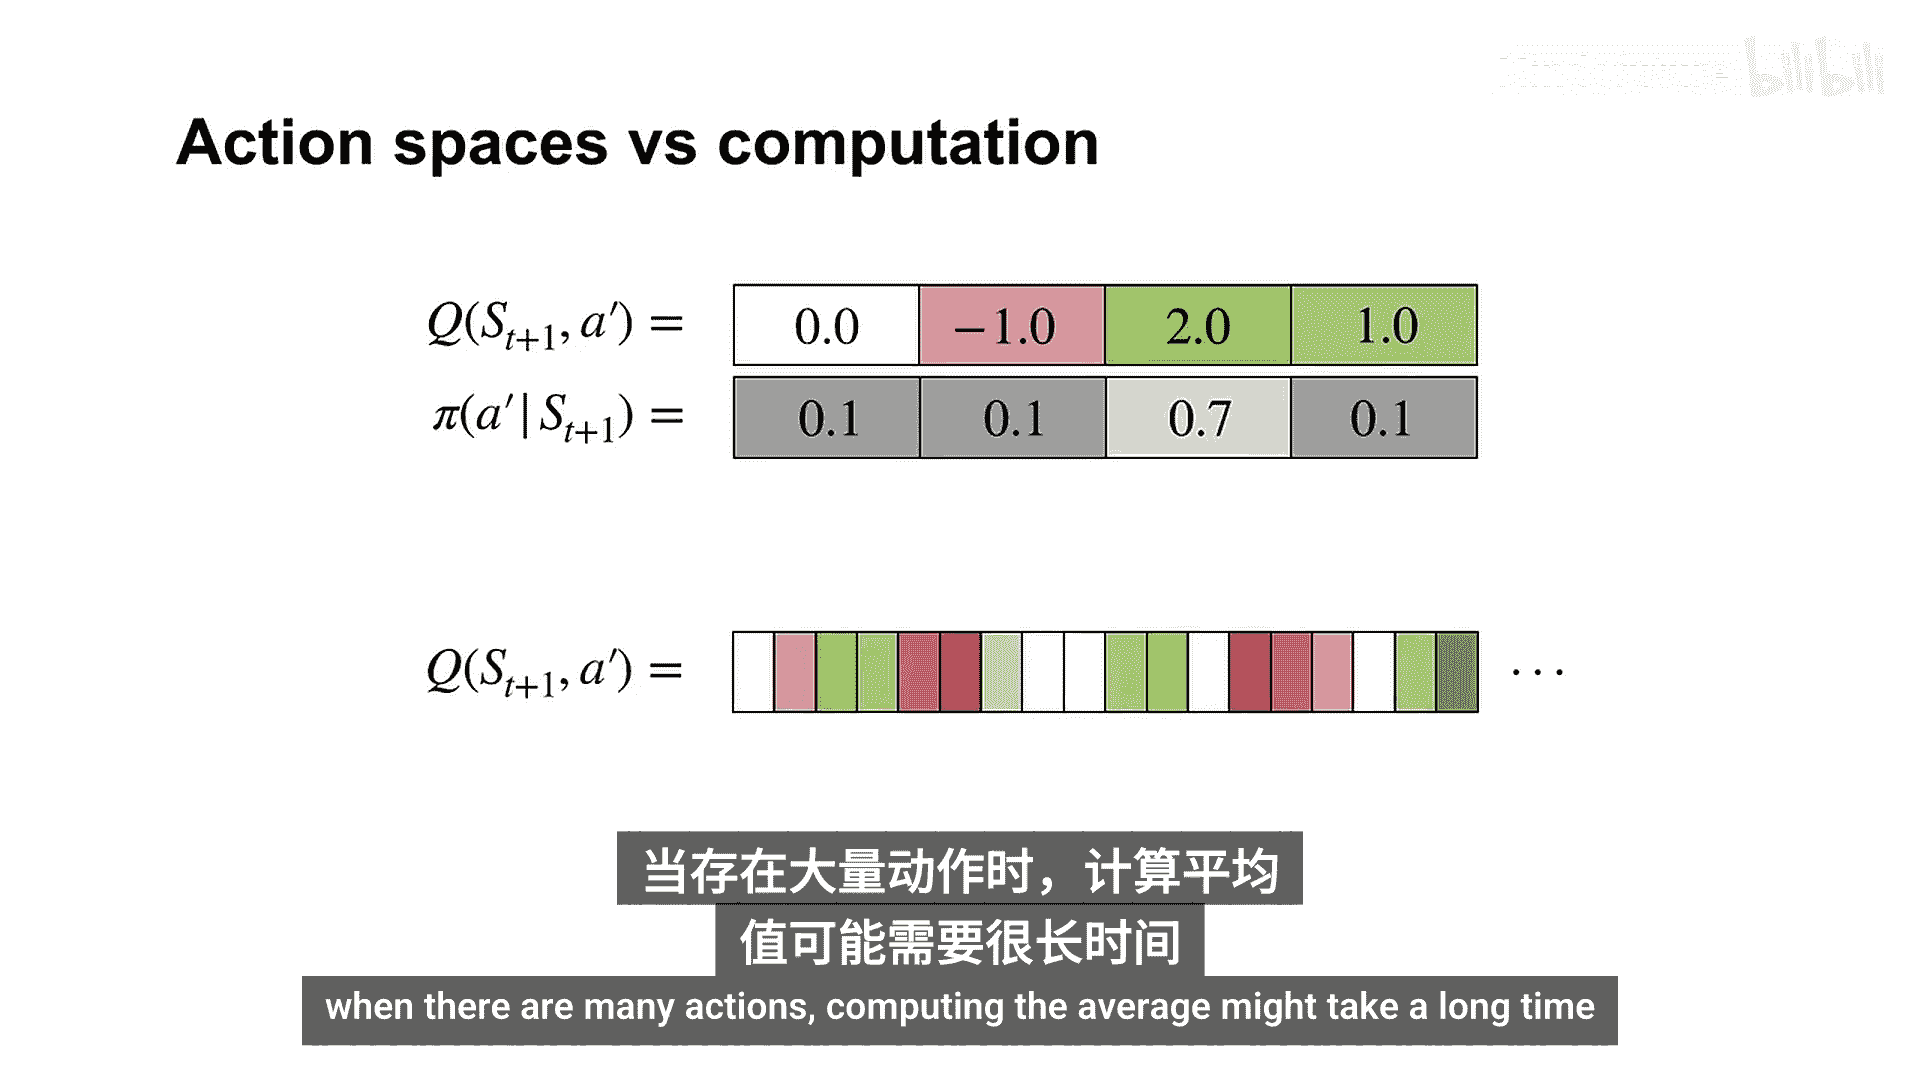 bilibili
Action spaces vs computation
Q(S_{t+1}, a′) = 0.0 −1.0 2.0 1.0
π(a′ | S_{t+1}) = 0.1 0.1 0.7 0.1
Q(S_{t+1}, a′) = ...
当存在大量动作时，计算平均
值可能需要很长时间
when there are many actions, computing the average might take a long time